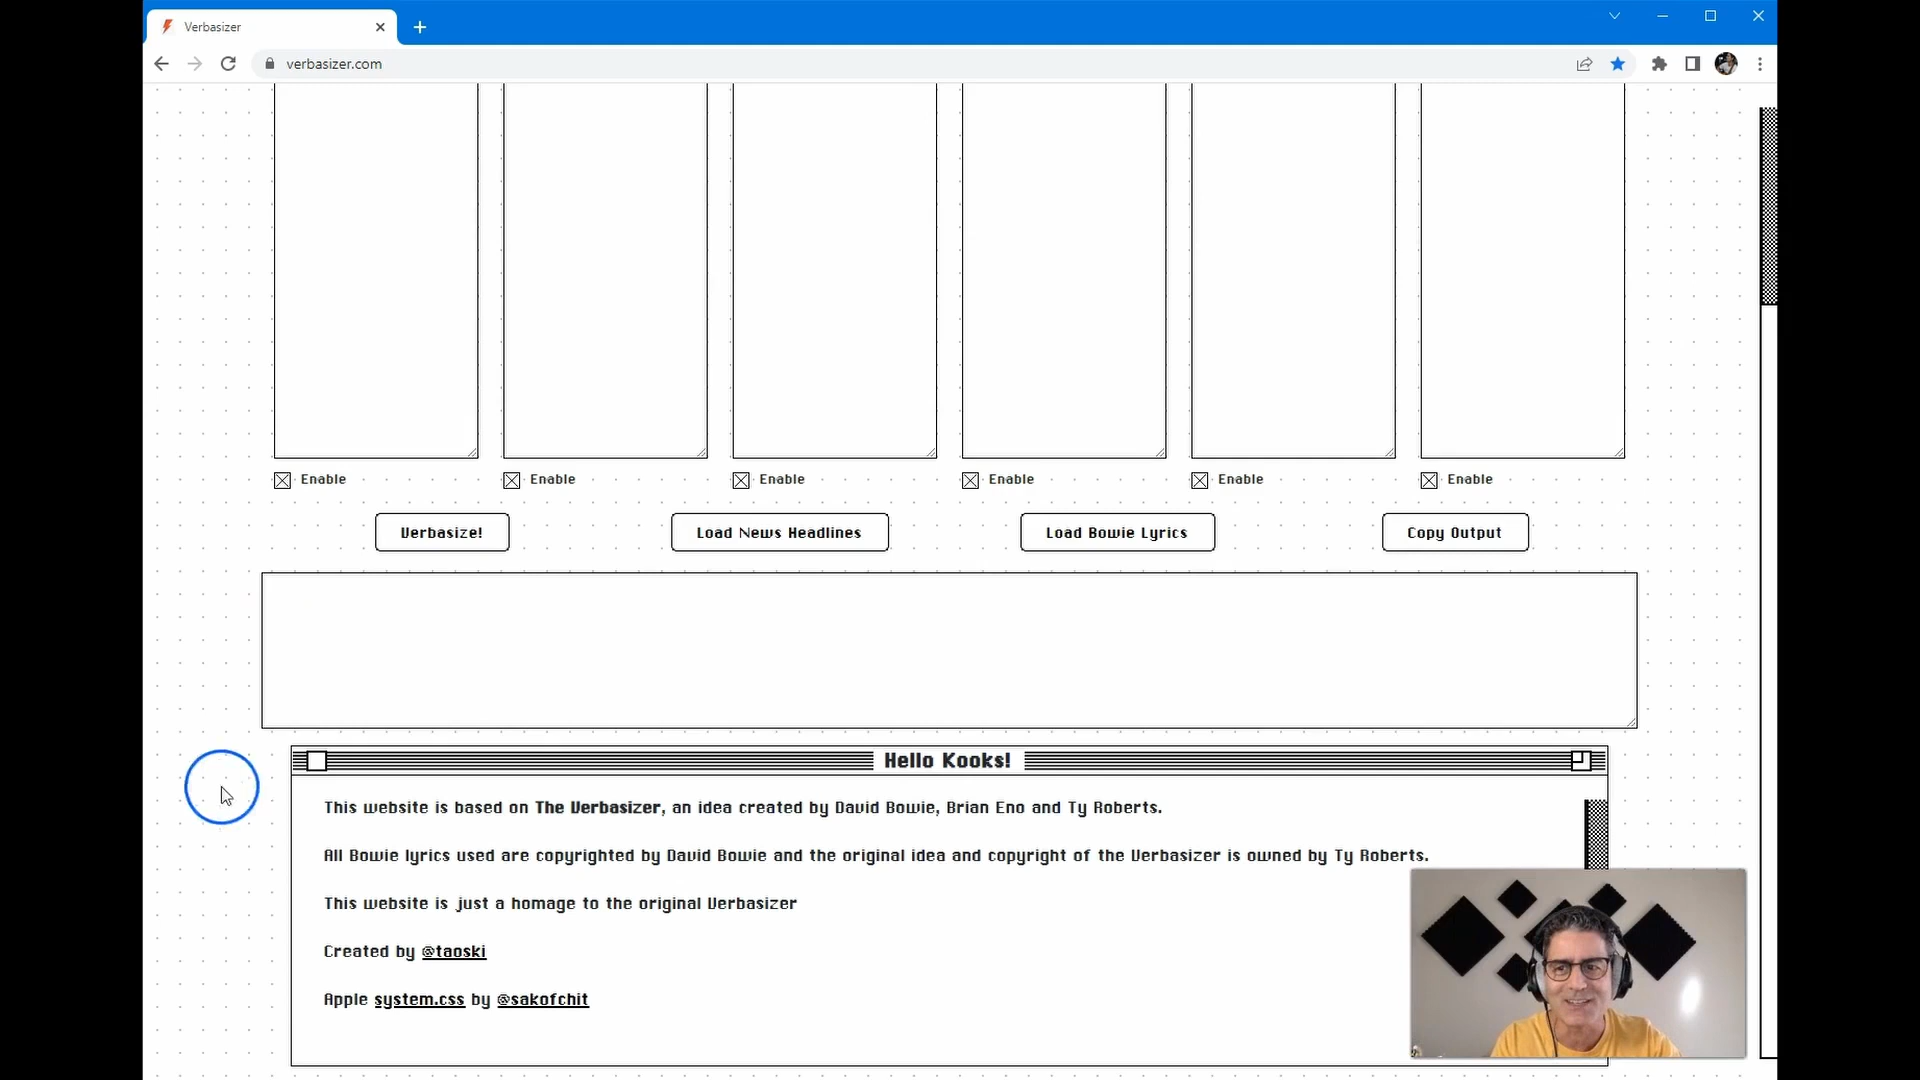 Verbasizer
verbasizer.com
Enable Enable Enable Enable Enable Enable
Verbasize! Load News Headlines Load Bowie Lyrics Copy Output
Hello Kooks!
This website is based on The Verbasizer, an idea created by David Bowie, Brian Eno and Ty Roberts.
All Bowie lyrics used are copyrighted by David Bowie and the original idea and copyright of the Verbasizer is owned by Ty Roberts.
This website is just a homage to the original Verbasizer
Created by @taoski
Apple system.css by @sakofchit